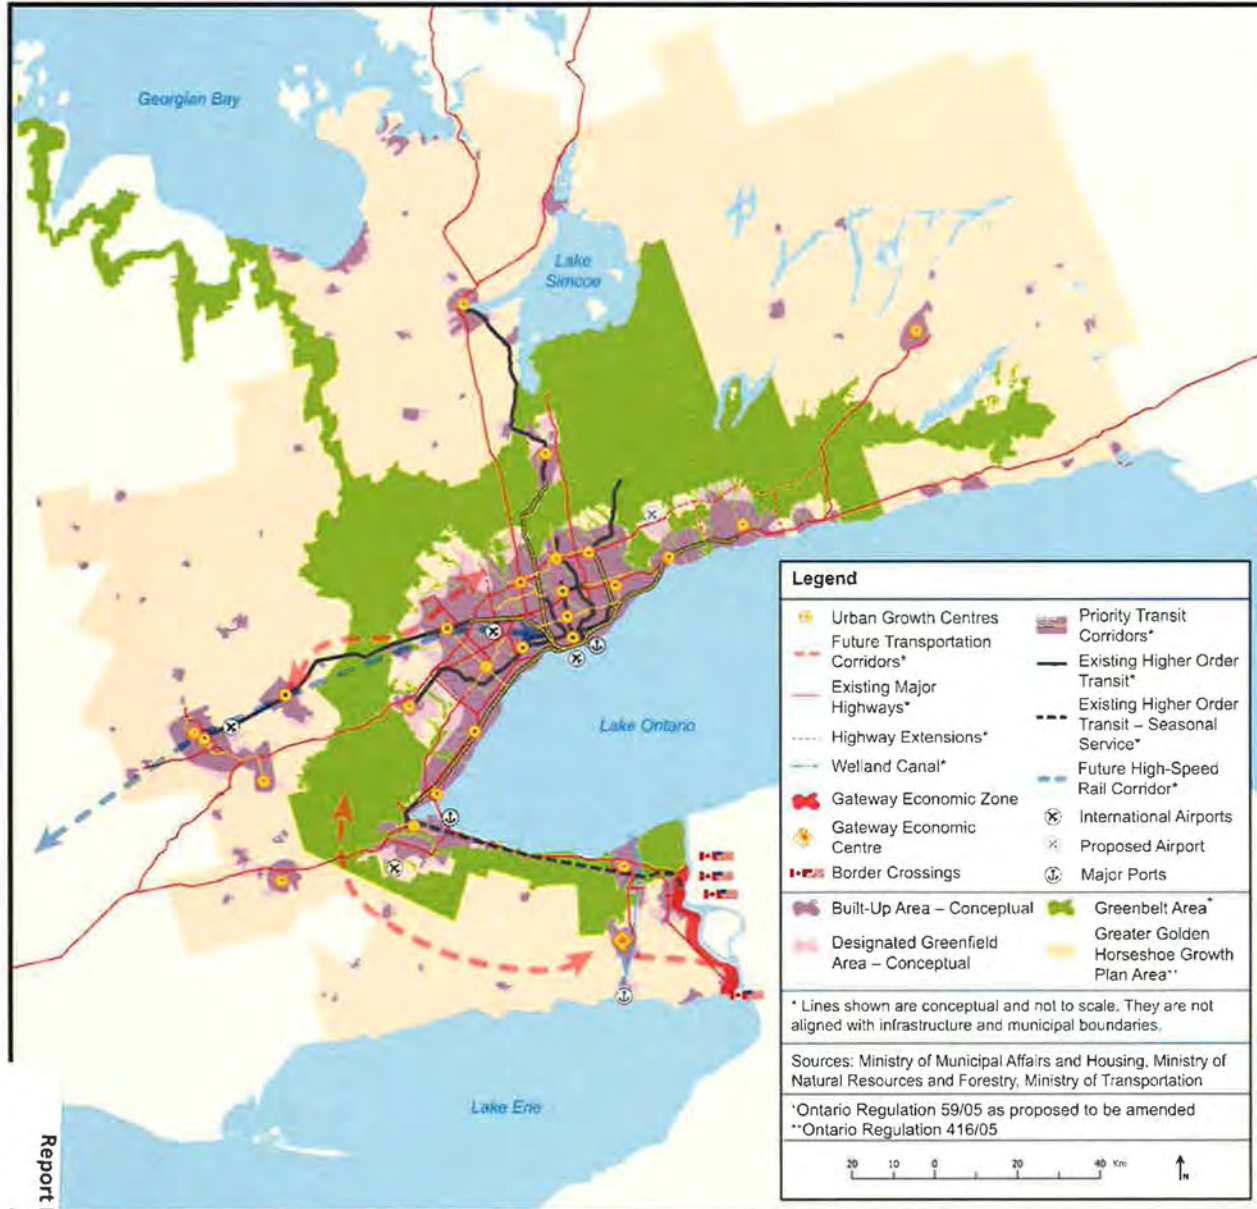 Georgian Bay
Lake
Simcoe
Lake Ontario
Lake Erie
Report
Legend
Urban Growth Centres
Future Transportation
Corridors*
Existing Major
Highways*
Highway Extensions*
Welland Canal*
Gateway Economic Zone
Gateway Economic
Centre
Border Crossings
Priority Transit
Corridors*
Existing Higher Order
Transit*
Existing Higher Order
Transit – Seasonal
Service*
Future High-Speed
Rail Corridor*
International Airports
Proposed Airport
Major Ports
Built-Up Area – Conceptual
Designated Greenfield
Area – Conceptual
Greenbelt Area*
Greater Golden
Horseshoe Growth
Plan Area**
* Lines shown are conceptual and not to scale. They are not
aligned with infrastructure and municipal boundaries.
Sources: Ministry of Municipal Affairs and Housing, Ministry of
Natural Resources and Forestry, Ministry of Transportation
*Ontario Regulation 59/05 as proposed to be amended
**Ontario Regulation 416/05
20 10 0 20 40 Km
N